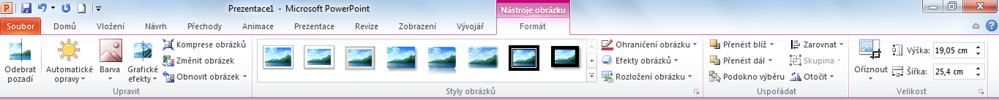 Prezentace1 - Microsoft PowerPoint
Nástroje obrázku
Soubor Domů Vložení Návrh Přechody Animace Prezentace Revize Zobrazení Vývojář Formát
Odebrat pozadí
Automatické opravy
Barva
Grafické efekty
Komprese obrázků
Změnit obrázek
Obnovit obrázek
Upravit
Ohraničení obrázku
Efekty obrázků
Rozložení obrázku
Styly obrázků
Přenést blíž
Přenést dál
Podokno výběru
Zarovnat
Skupina
Otočit
Uspořádat
Oříznout
Výška: 19,05 cm
Šířka: 25,4 cm
Velikost